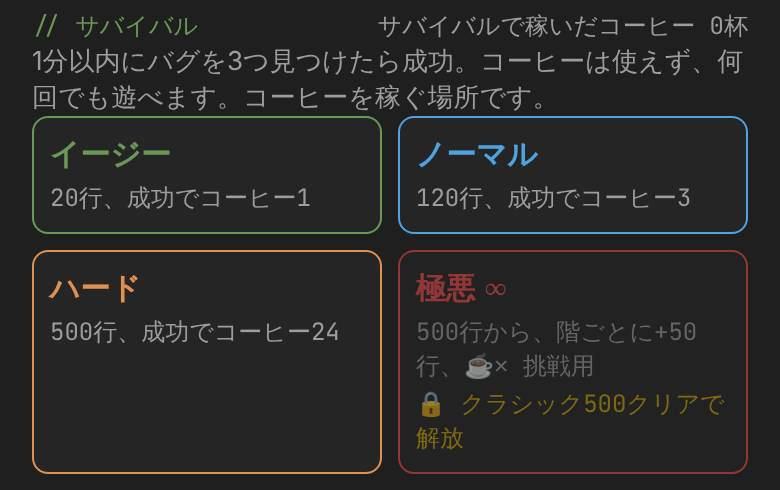 // サバイバル
サバイバルで稼いだコーヒー 0杯
1分以内にバグを3つ見つけたら成功。コーヒーは使えず、何
回でも遊べます。コーヒーを稼ぐ場所です。
イージー
20行、成功でコーヒー1
ノーマル
120行、成功でコーヒー3
ハード
500行、成功でコーヒー24
極悪 ∞
500行から、階ごとに+50
行、☕× 挑戦用
🔒 クラシック500クリアで
解放